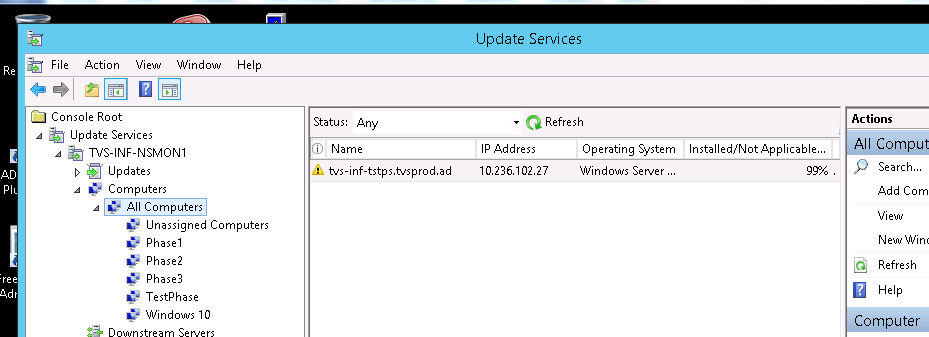 Update Services
Re
File Action View Window Help
Console Root
Update Services
TVS-INF-NSMON1
Updates
Computers
All Computers
Unassigned Computers
Phase1
Phase2
Phase3
TestPhase
Windows 10
Downstream Servers
AD
Plu
Free
Adr
Status: Any Refresh
Name IP Address Operating System Installed/Not Applicable...
tvs-inf-tstps.tvsprod.ad 10.236.102.27 Windows Server ... 99% .
Actions
All Comput
Search...
Add Com
View
New Wind
Refresh
Help
Computer